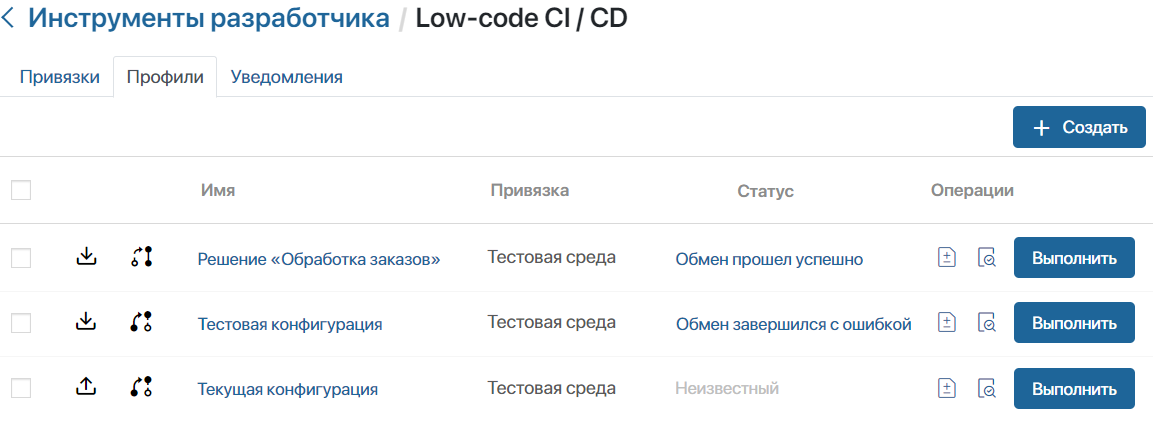 Инструменты разработчика / Low-code CI / CD
Привязки Профили Уведомления
+ Создать
Имя Привязка Статус Операции
Решение «Обработка заказов» Тестовая среда Обмен прошел успешно Выполнить
Тестовая конфигурация Тестовая среда Обмен завершился с ошибкой Выполнить
Текущая конфигурация Тестовая среда Неизвестный Выполнить